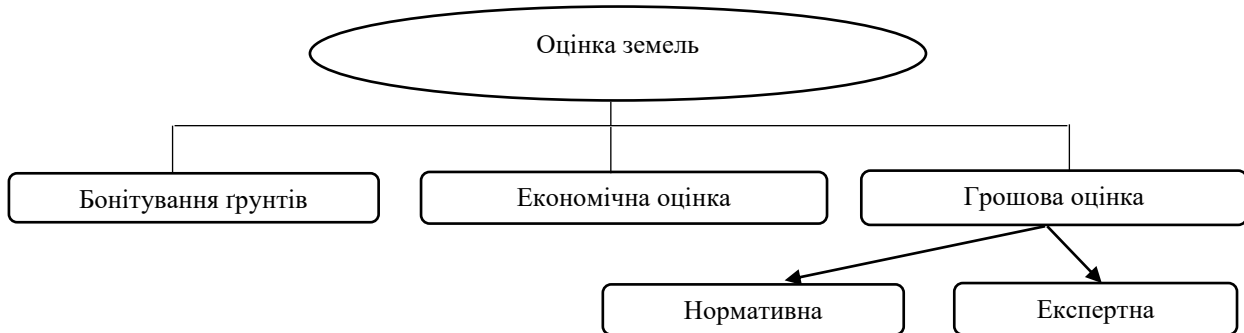 Оцінка земель
Бонітування ґрунтів
Економічна оцінка
Грошова оцінка
Нормативна
Експертна